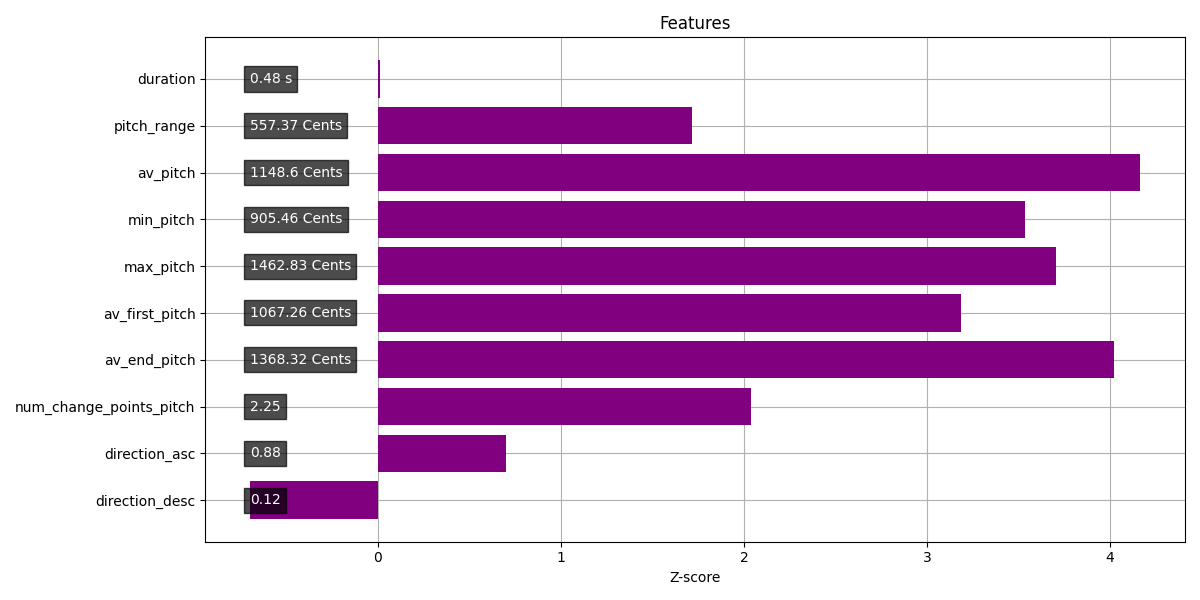 Features
duration 0.48 s
pitch_range 557.37 Cents
av_pitch 1148.6 Cents
min_pitch 905.46 Cents
max_pitch 1462.83 Cents
av_first_pitch 1067.26 Cents
av_end_pitch 1368.32 Cents
num_change_points_pitch 2.25
direction_asc 0.88
direction_desc 0.12
0 1 2 3 4
Z-score